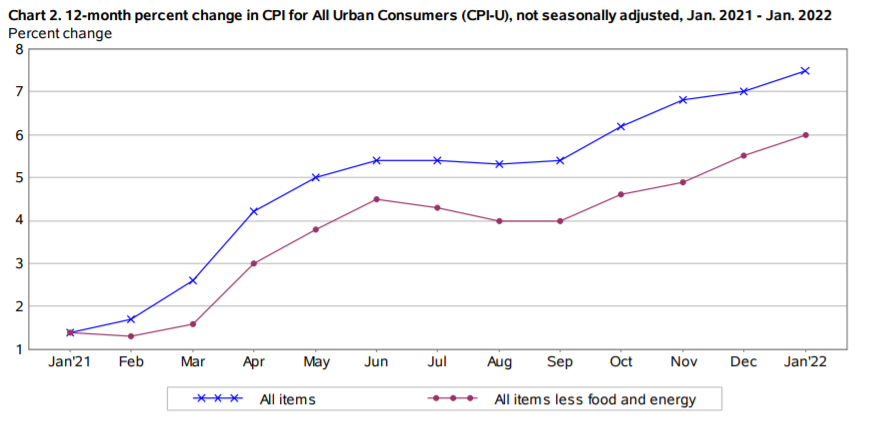 Chart 2. 12-month percent change in CPI for All Urban Consumers (CPI-U), not seasonally adjusted, Jan. 2021 - Jan. 2022
Percent change
8
7
6
5
4
3
2
1
Jan'21 Feb Mar Apr May Jun Jul Aug Sep Oct Nov Dec Jan'22
All items All items less food and energy